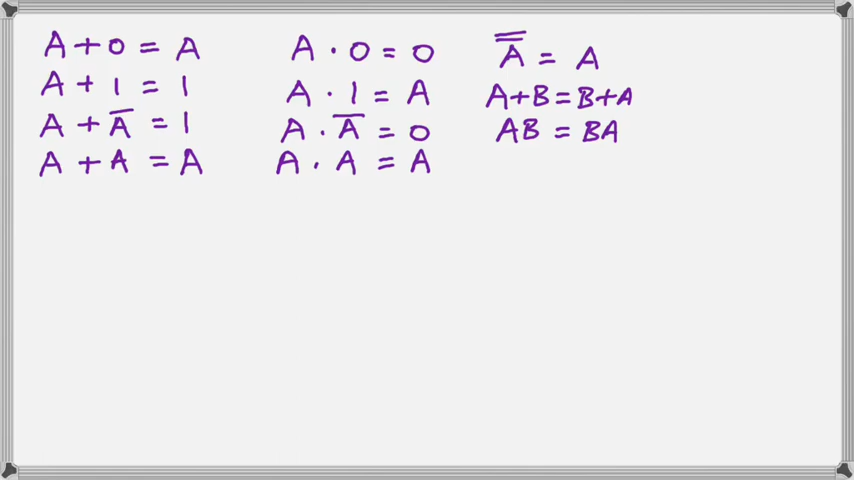 A + 0 = A
A + 1 = 1
A + A̅ = 1
A + A = A
A · 0 = 0
A · 1 = A
A · A̅ = 0
A · A = A
A̿ = A
A+B = B+A
AB = BA